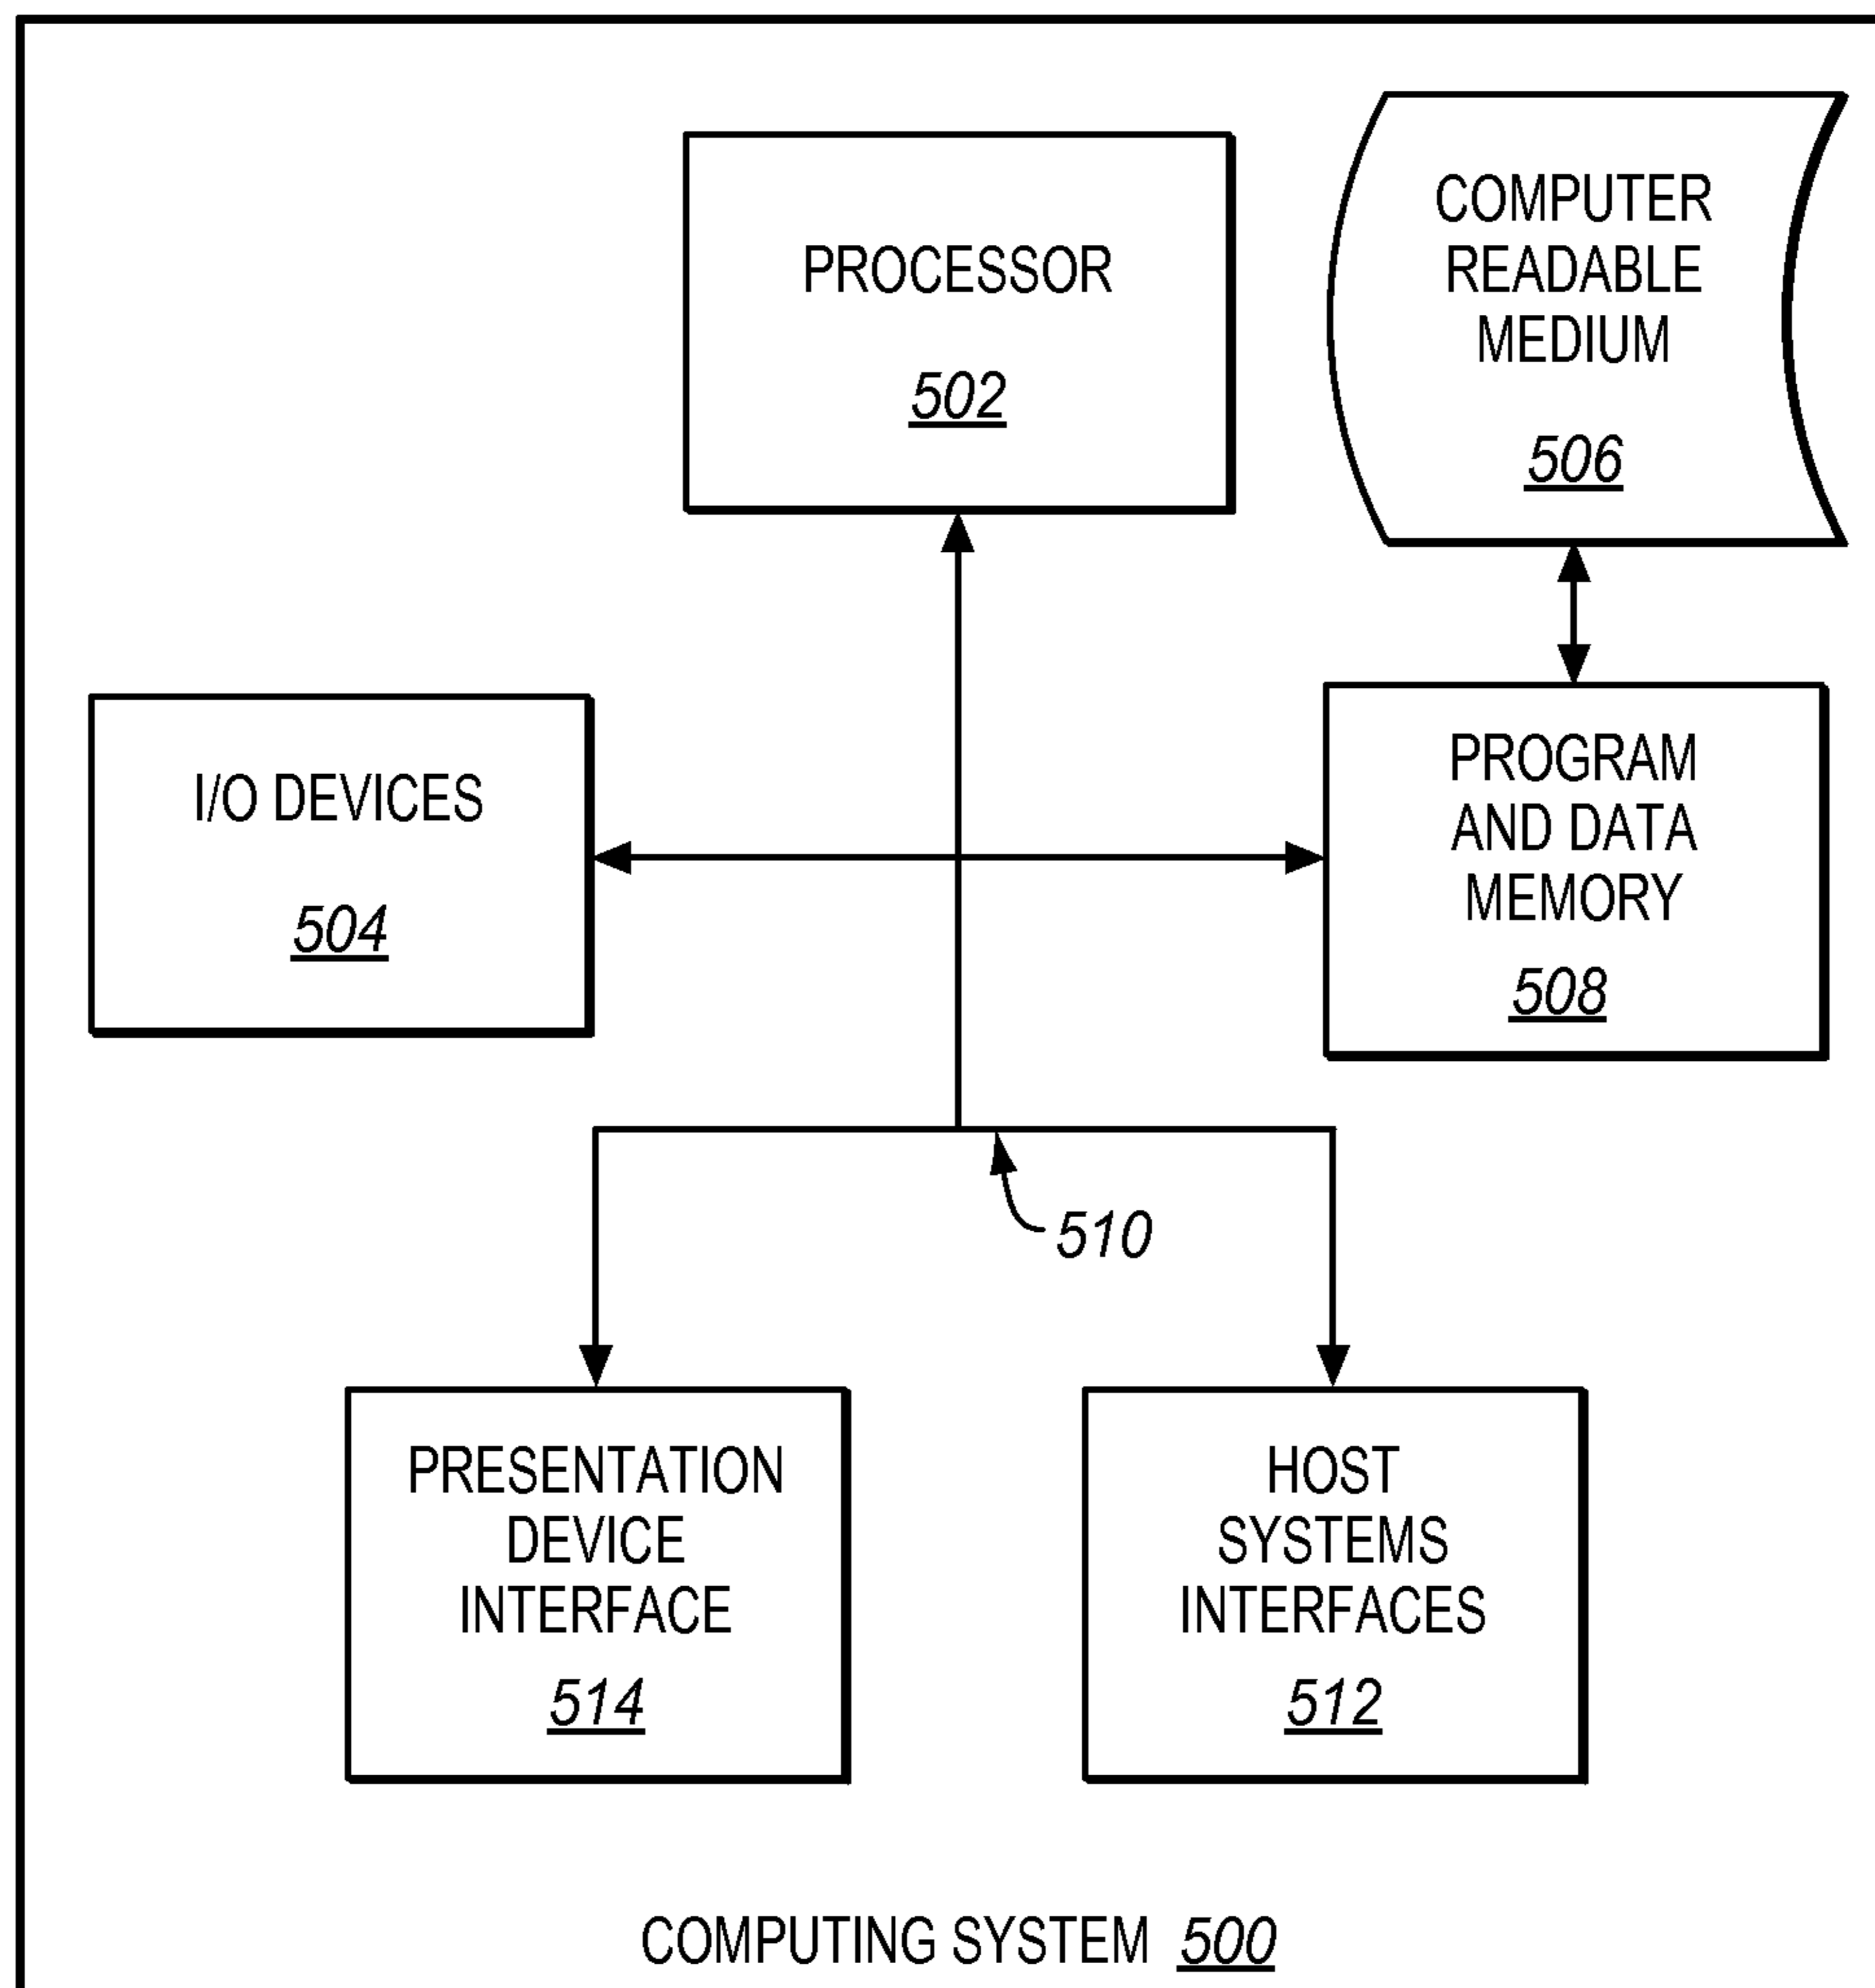 PROCESSOR
502
COMPUTER
READABLE
MEDIUM
506
I/O DEVICES
504
PROGRAM
AND DATA
MEMORY
508
510
PRESENTATION
DEVICE
INTERFACE
514
HOST
SYSTEMS
INTERFACES
512
COMPUTING SYSTEM 500